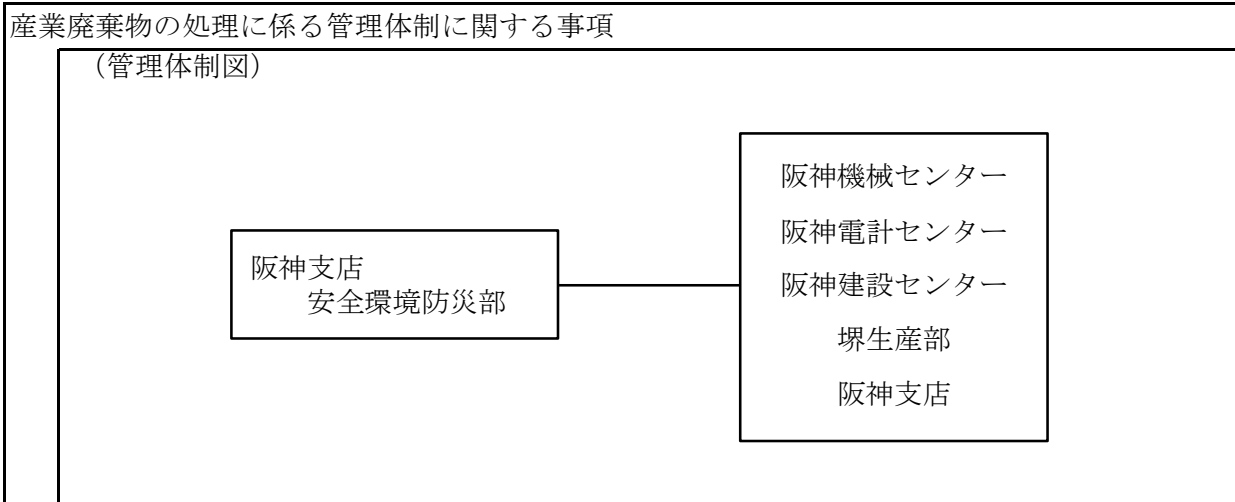 産業廃棄物の処理に係る管理体制に関する事項
（管理体制図）
阪神支店
安全環境防災部
阪神機械センター
阪神電計センター
阪神建設センター
堺生産部
阪神支店